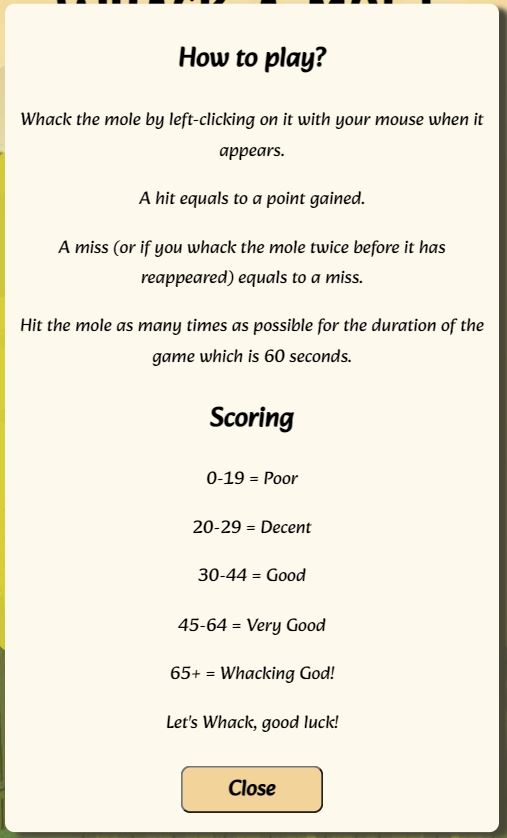 How to play?
Whack the mole by left-clicking on it with your mouse when it
appears.
A hit equals to a point gained.
A miss (or if you whack the mole twice before it has
reappeared) equals to a miss.
Hit the mole as many times as possible for the duration of the
game which is 60 seconds.
Scoring
0-19 = Poor
20-29 = Decent
30-44 = Good
45-64 = Very Good
65+ = Whacking God!
Let's Whack, good luck!
Close